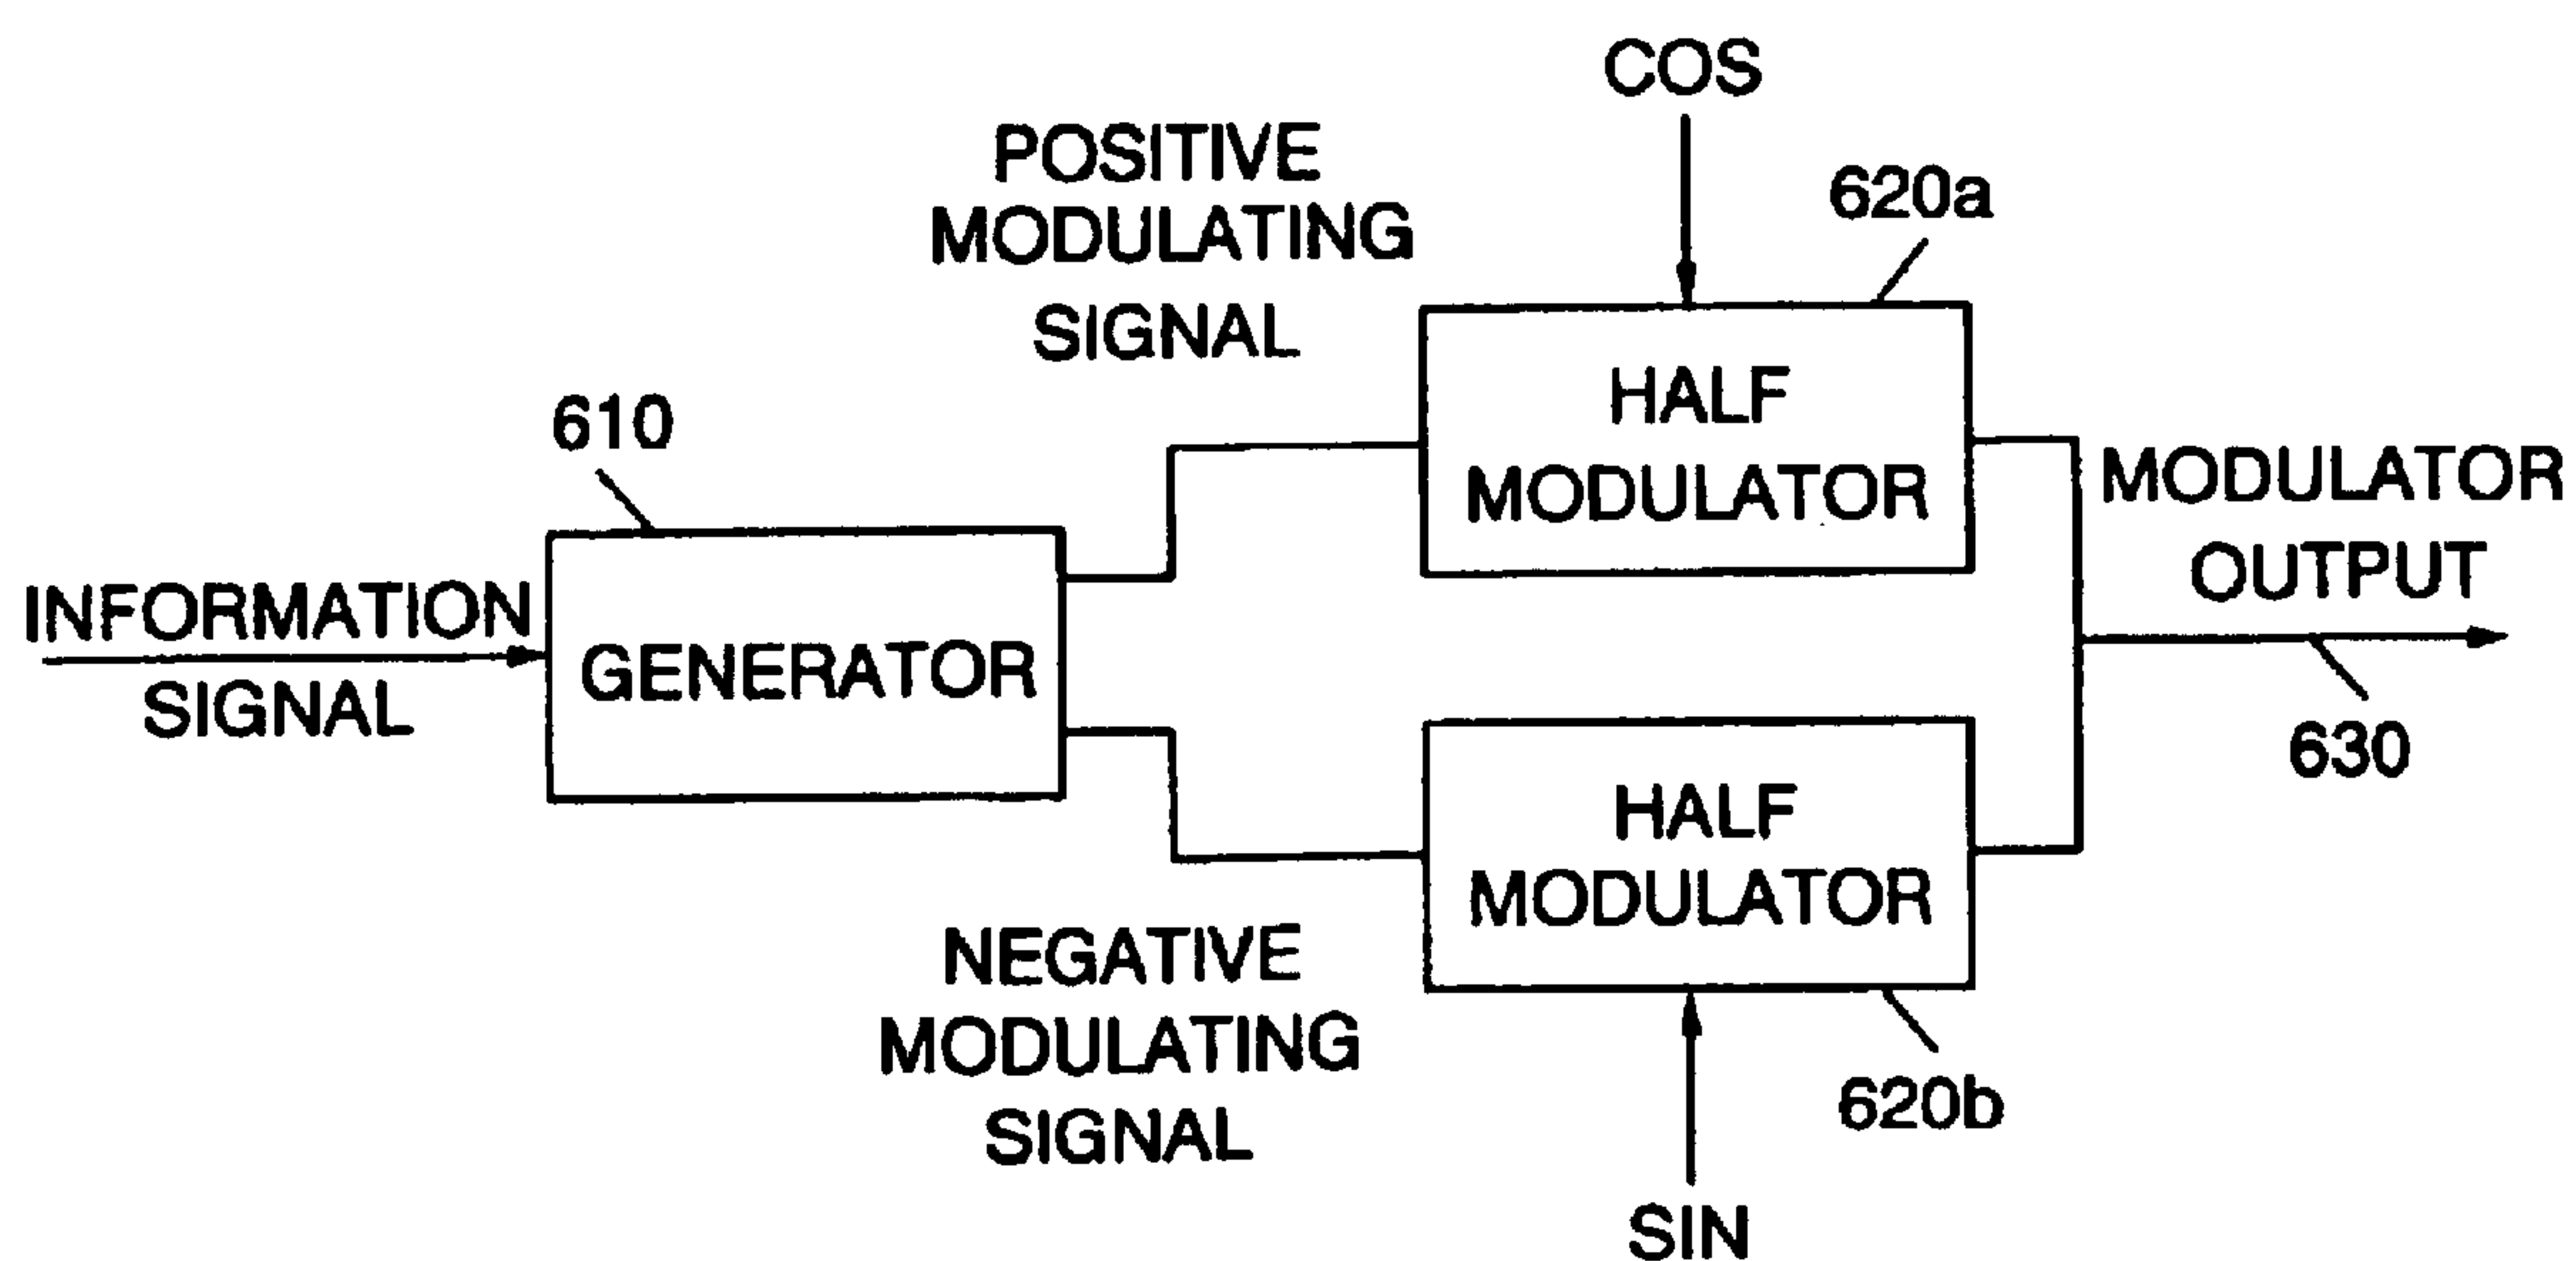 COS
POSITIVE
MODULATING
SIGNAL
620a
HALF
MODULATOR
610
INFORMATION
SIGNAL
GENERATOR
MODULATOR
OUTPUT
630
HALF
MODULATOR
NEGATIVE
MODULATING
SIGNAL
620b
SIN